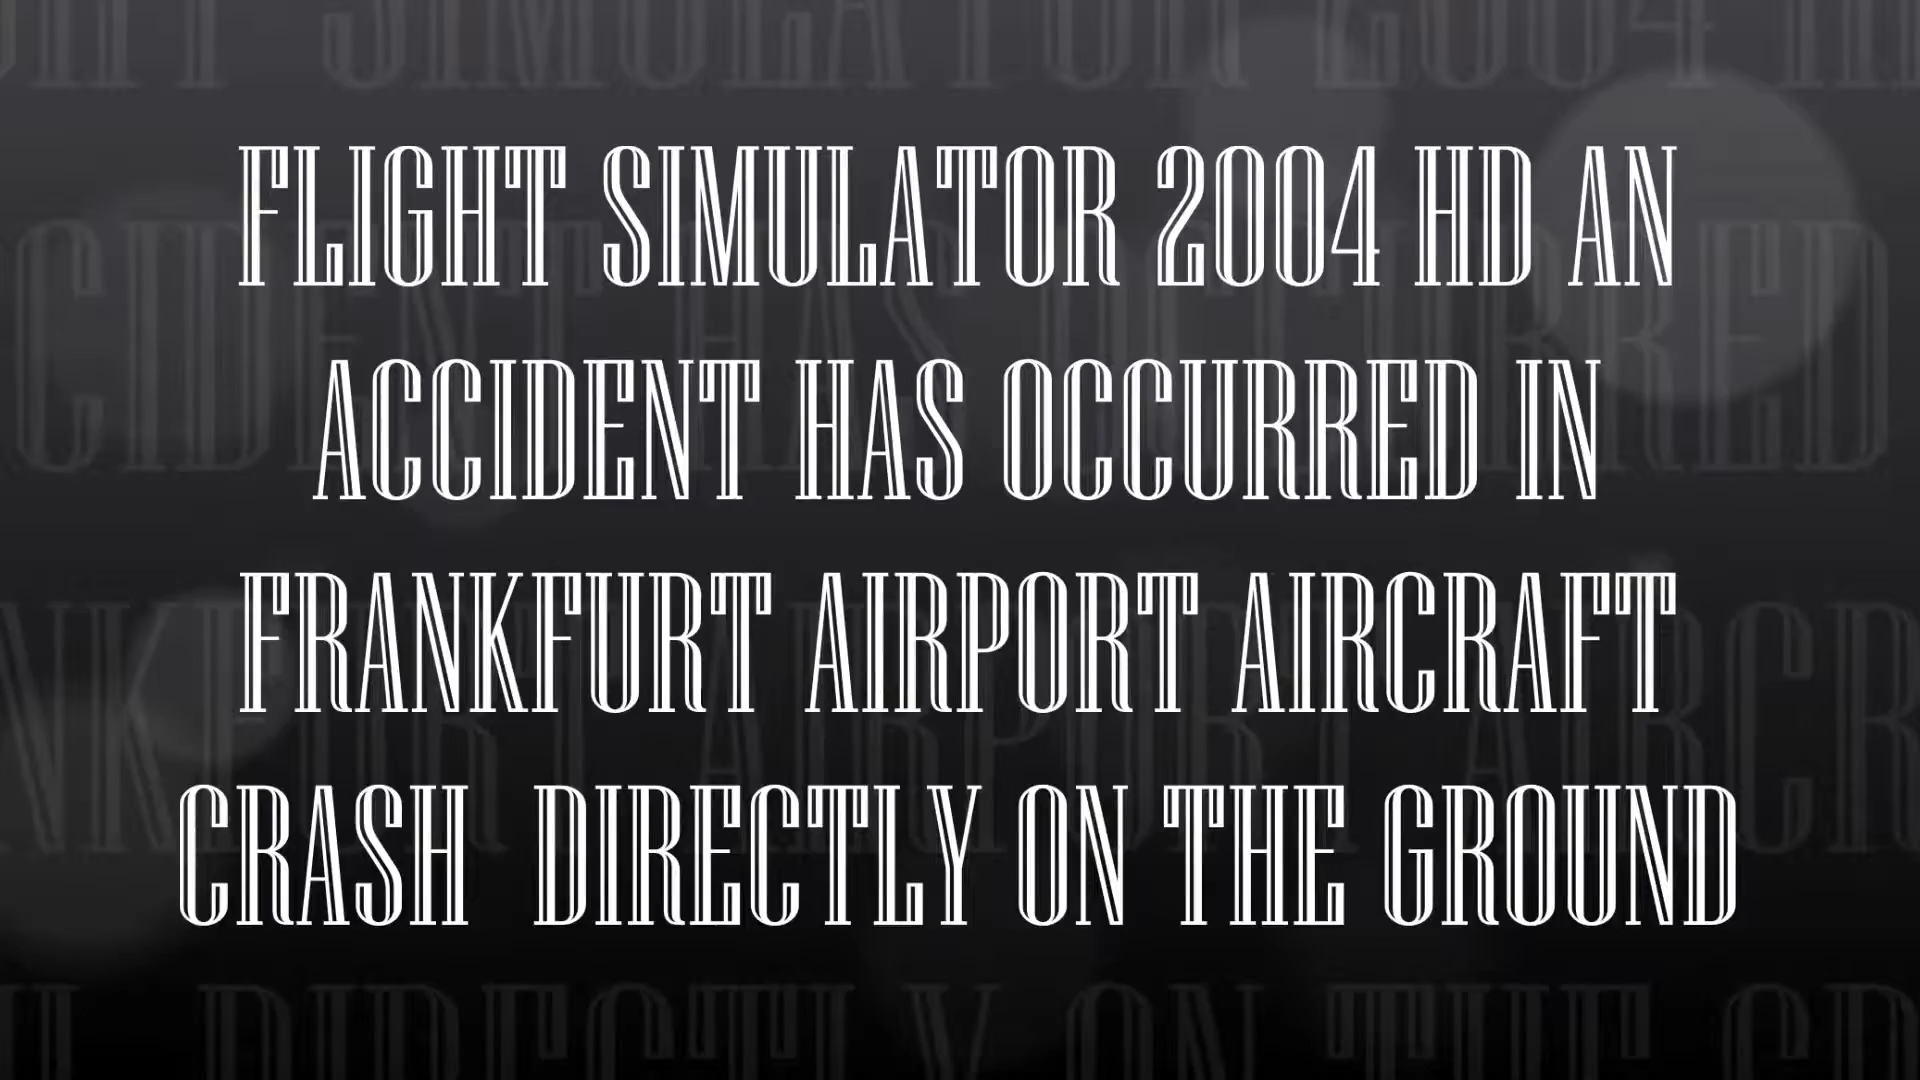 FLIGHT SIMULATOR 2004 HD AN
ACCIDENT HAS OCCURRED IN
FRANKFURT AIRPORT AIRCRAFT
CRASH  DIRECTLY ON THE GROUND